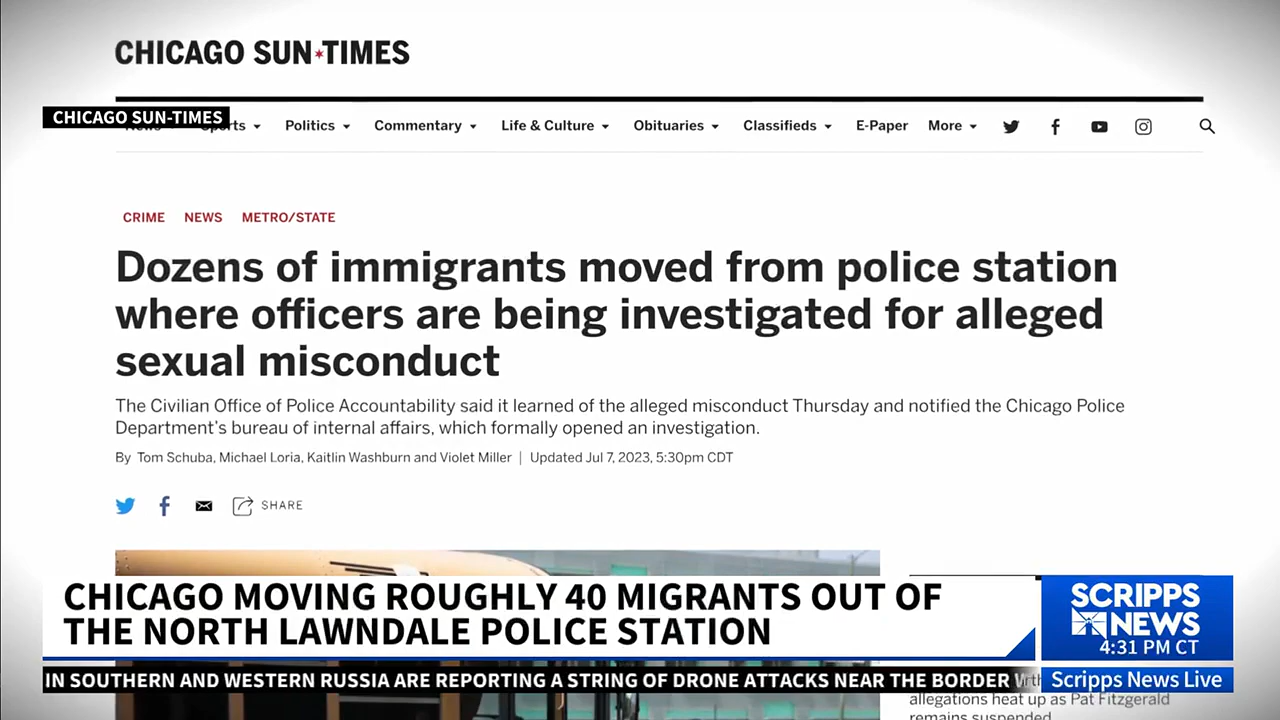 CHICAGO SUN★TIMES
CHICAGO SUN-TIMES
News Sports Politics Commentary Life & Culture Obituaries Classifieds E-Paper More
CRIME NEWS METRO/STATE
Dozens of immigrants moved from police station
where officers are being investigated for alleged
sexual misconduct
The Civilian Office of Police Accountability said it learned of the alleged misconduct Thursday and notified the Chicago Police
Department's bureau of internal affairs, which formally opened an investigation.
By Tom Schuba, Michael Loria, Kaitlin Washburn and Violet Miller | Updated Jul 7, 2023, 5:30pm CDT
SHARE
CHICAGO MOVING ROUGHLY 40 MIGRANTS OUT OF
THE NORTH LAWNDALE POLICE STATION
SCRIPPS
NEWS
4:31 PM CT
IN SOUTHERN AND WESTERN RUSSIA ARE REPORTING A STRING OF DRONE ATTACKS NEAR THE BORDER
Scripps News Live
allegations heat up as Pat Fitzgerald
remains suspended